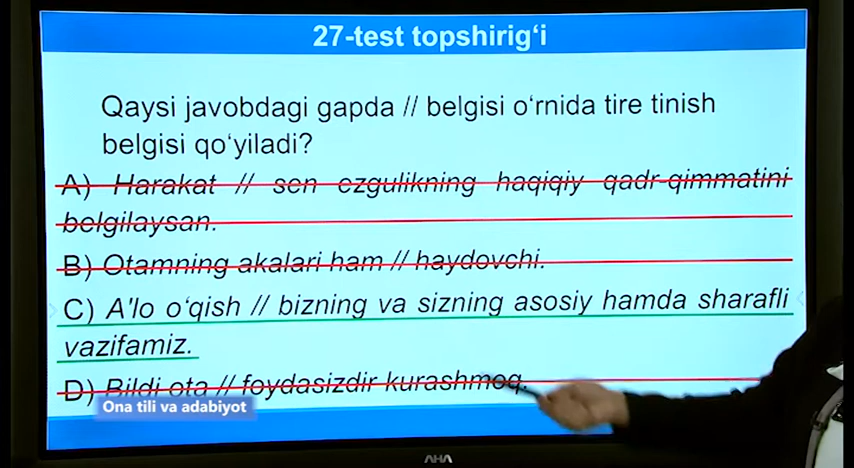 27-test topshirig‘i
Qaysi javobdagi gapda // belgisi o‘rnida tire tinish
belgisi qo‘yiladi?
A) Harakat // sen ezgulikning haqiqiy qadr-qimmatini
belgilaysan.
B) Otamning akalari ham // haydovchi.
C) A'lo o‘qish // bizning va sizning asosiy hamda sharafli
vazifamiz.
D) Bildi ota // foydasizdir kurashmoq.
Ona tili va adabiyot
AHA